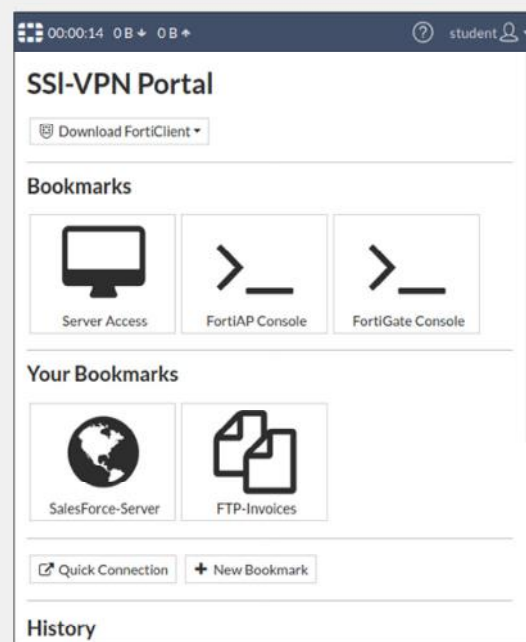 00:00:14 0 B 0 B student
SSl-VPN Portal
Download FortiClient
Bookmarks
Server Access FortiAP Console FortiGate Console
Your Bookmarks
SalesForce-Server FTP-Invoices
Quick Connection New Bookmark
History